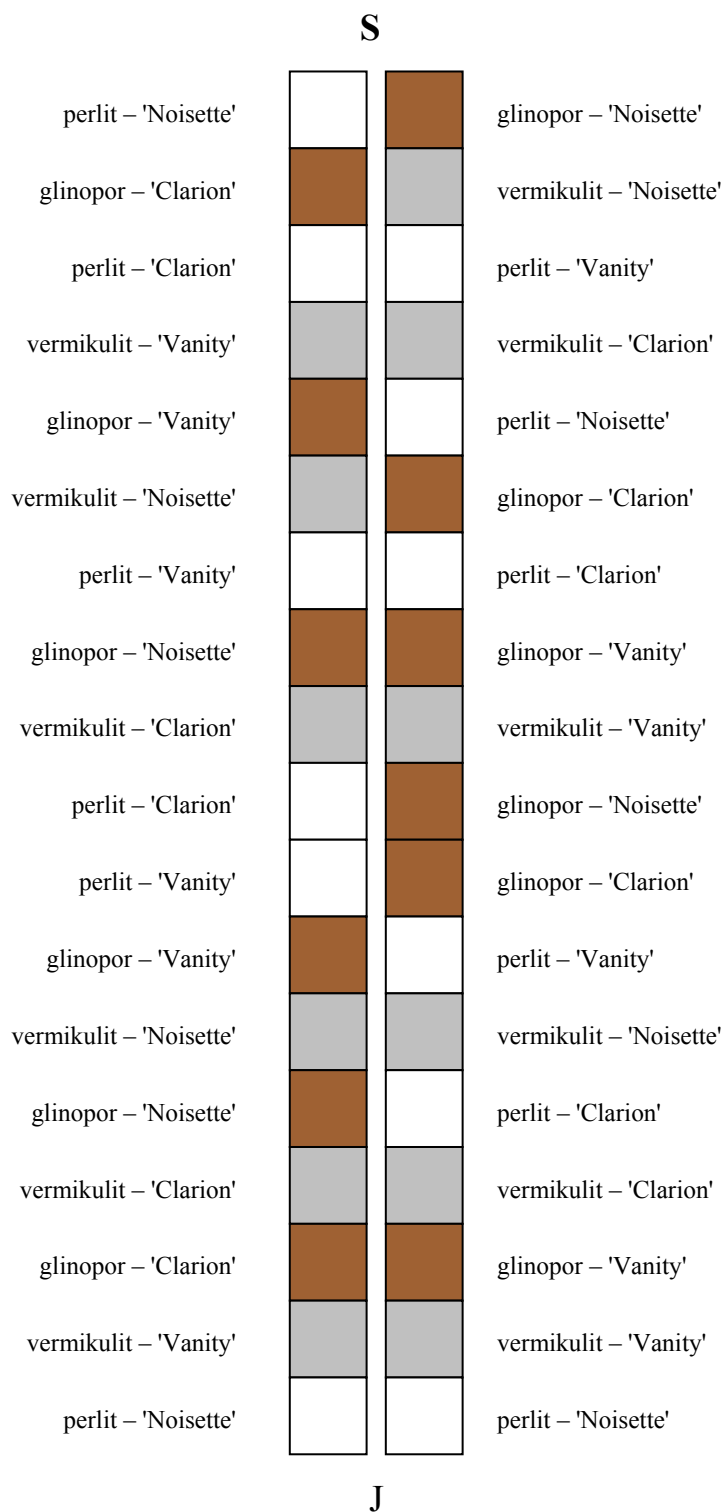 S
perlit – 'Noisette' glinopor – 'Noisette'
glinopor – 'Clarion' vermikulit – 'Noisette'
perlit – 'Clarion' perlit – 'Vanity'
vermikulit – 'Vanity' vermikulit – 'Clarion'
glinopor – 'Vanity' perlit – 'Noisette'
vermikulit – 'Noisette' glinopor – 'Clarion'
perlit – 'Vanity' perlit – 'Clarion'
glinopor – 'Noisette' glinopor – 'Vanity'
vermikulit – 'Clarion' vermikulit – 'Vanity'
perlit – 'Clarion' glinopor – 'Noisette'
perlit – 'Vanity' glinopor – 'Clarion'
glinopor – 'Vanity' perlit – 'Vanity'
vermikulit – 'Noisette' vermikulit – 'Noisette'
glinopor – 'Noisette' perlit – 'Clarion'
vermikulit – 'Clarion' vermikulit – 'Clarion'
glinopor – 'Clarion' glinopor – 'Vanity'
vermikulit – 'Vanity' vermikulit – 'Vanity'
perlit – 'Noisette' perlit – 'Noisette'
J